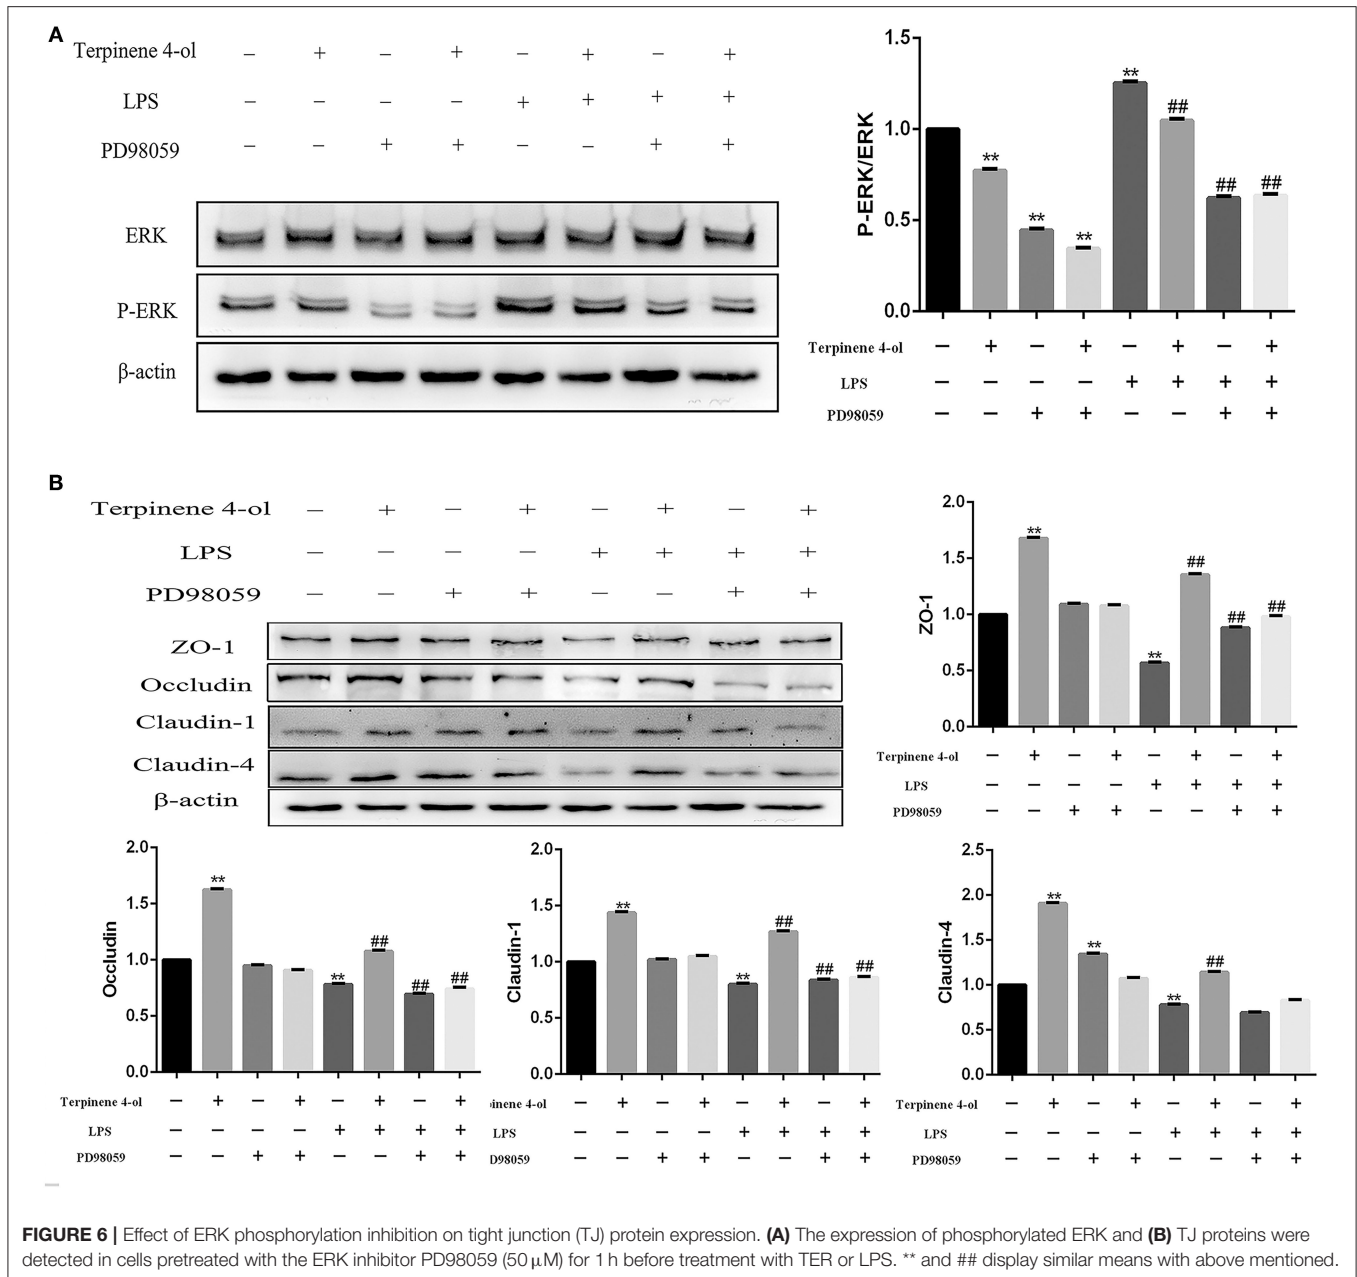 A
Terpinene 4-ol − + − + − + − +
LPS − − − − + + + +
PD98059 − − + + − − + +
ERK
P-ERK
β-actin
P-ERK/ERK
1.5
1.0
0.5
0.0
** ** ** ** ## ## ##
Terpinene 4-ol − + − + − + − +
LPS − − − − + + + +
PD98059 − − + + − − + +
B
Terpinene 4-ol − + − + − + − +
LPS − − − − + + + +
PD98059 − − + + − − + +
ZO-1
Occludin
Claudin-1
Claudin-4
β-actin
ZO-1
2.0
1.5
1.0
0.5
0.0
** ** ## ## ##
Terpinene 4-ol − + − + − + − +
LPS − − − − + + + +
PD98059 − − + + − − + +
Occludin
2.0
1.5
1.0
0.5
0.0
** ** ## ## ##
Terpinene 4-ol − + − + − + − +
LPS − − − − + + + +
PD98059 − − + + − − + +
Claudin-1
2.0
1.5
1.0
0.5
0.0
** ** ## ## ##
pinene 4-ol − + − + − + − +
LPS − − − − + + + +
D98059 − − + + − − + +
Claudin-4
2.5
2.0
1.5
1.0
0.5
0.0
** ** ** ##
Terpinene 4-ol − + − + − + − +
LPS − − − − + + + +
PD98059 − − + + − − + +
FIGURE 6 | Effect of ERK phosphorylation inhibition on tight junction (TJ) protein expression. (A) The expression of phosphorylated ERK and (B) TJ proteins were
detected in cells pretreated with the ERK inhibitor PD98059 (50 μM) for 1 h before treatment with TER or LPS. ** and ## display similar means with above mentioned.